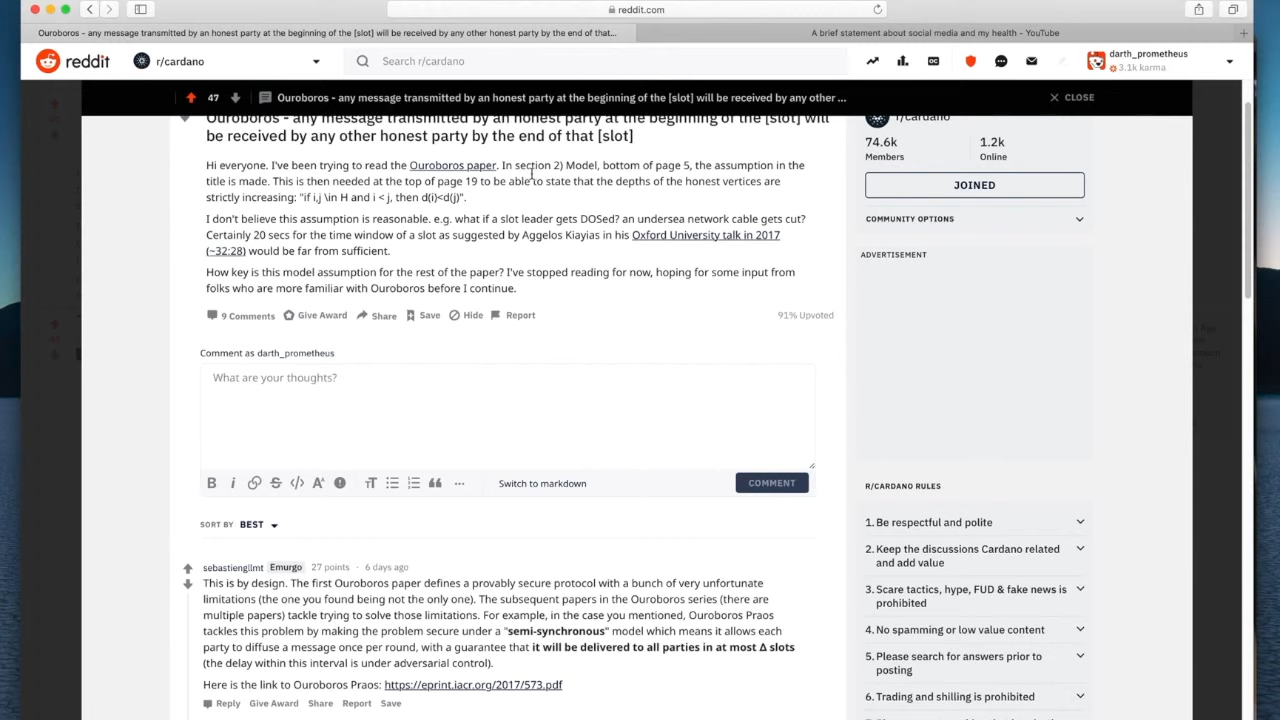 reddit.com
Ouroboros - any message transmitted by an honest party at the beginning of the [slot] will be received by any other honest party by the end of that...
A brief statement about social media and my health - YouTube
reddit
r/cardano
Search r/cardano
darth_prometheus
3.1k karma
47
Ouroboros - any message transmitted by an honest party at the beginning of the [slot] will be received by any other ...
CLOSE
Ouroboros - any message transmitted by an honest party at the beginning of the [slot] will
be received by any other honest party by the end of that [slot]
Hi everyone. I've been trying to read the Ouroboros paper. In section 2) Model, bottom of page 5, the assumption in the
title is made. This is then needed at the top of page 19 to be able to state that the depths of the honest vertices are
strictly increasing: "if i,j \in H and i < j, then d(i)<d(j)".
I don't believe this assumption is reasonable. e.g. what if a slot leader gets DOSed? an undersea network cable gets cut?
Certainly 20 secs for the time window of a slot as suggested by Aggelos Kiayias in his Oxford University talk in 2017
(~32:28) would be far from sufficient.
How key is this model assumption for the rest of the paper? I've stopped reading for now, hoping for some input from
folks who are more familiar with Ouroboros before I continue.
9 Comments Give Award Share Save Hide Report
91% Upvoted
Comment as darth_prometheus
What are your thoughts?
Switch to markdown
COMMENT
SORT BY BEST
sebastiengllmt Emurgo 27 points · 6 days ago
This is by design. The first Ouroboros paper defines a provably secure protocol with a bunch of very unfortunate
limitations (the one you found being not the only one). The subsequent papers in the Ouroboros series (there are
multiple papers) tackle trying to solve those limitations. For example, in the case you mentioned, Ouroboros Praos
tackles this problem by making the problem secure under a "semi-synchronous" model which means it allows each
party to diffuse a message once per round, with a guarantee that it will be delivered to all parties in at most Δ slots
(the delay within this interval is under adversarial control).
Here is the link to Ouroboros Praos: https://eprint.iacr.org/2017/573.pdf
Reply Give Award Share Report Save
r/cardano
74.6k
Members
1.2k
Online
JOINED
COMMUNITY OPTIONS
ADVERTISEMENT
R/CARDANO RULES
1. Be respectful and polite
2. Keep the discussions Cardano related
and add value
3. Scare tactics, hype, FUD & fake news is
prohibited
4. No spamming or low value content
5. Please search for answers prior to
posting
6. Trading and shilling is prohibited